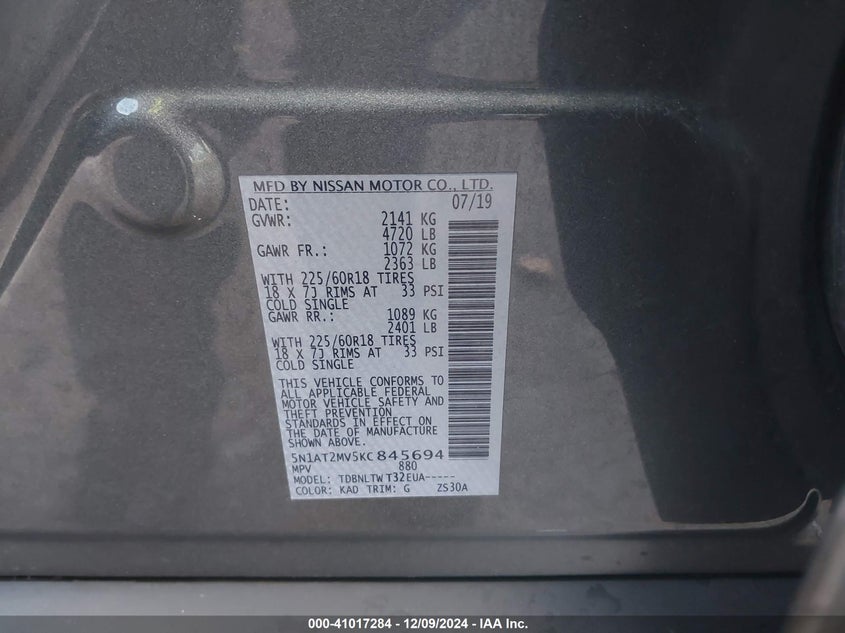 MFD BY NISSAN MOTOR CO., LTD.
DATE: 07/19
GVWR: 2141 KG
4720 LB
GAWR FR.: 1072 KG
2363 LB
WITH 225/60R18 TIRES
18 X 7J RIMS AT 33 PSI
COLD SINGLE
GAWR RR.: 1089 KG
2401 LB
WITH 225/60R18 TIRES
18 X 7J RIMS AT 33 PSI
COLD SINGLE
THIS VEHICLE CONFORMS TO
ALL APPLICABLE FEDERAL
MOTOR VEHICLE SAFETY AND
THEFT PREVENTION
STANDARDS IN EFFECT ON
THE DATE OF MANUFACTURE
SHOWN ABOVE.
5N1AT2MV5KC 845694
MPV 880
MODEL: TDBNLTW T32EUA-----
COLOR: KAD TRIM: G ZS30A
000-41017284 - 12/09/2024 - IAA Inc.